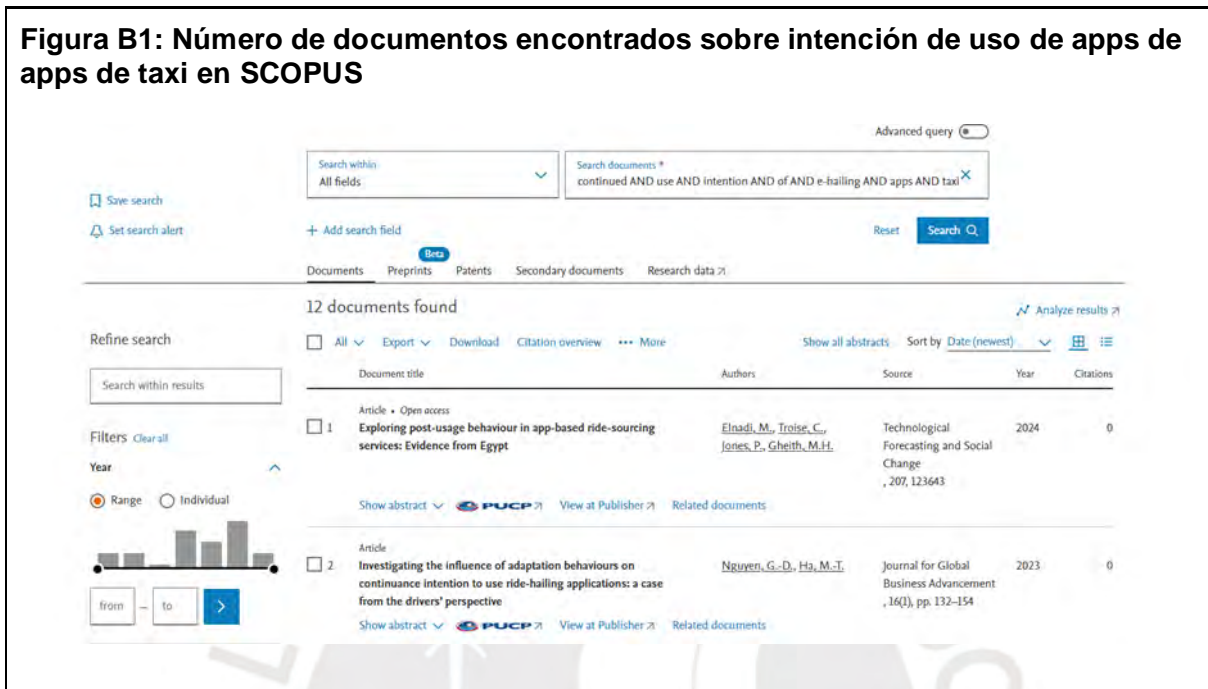 Figura B1: Número de documentos encontrados sobre intención de uso de apps de
apps de taxi en SCOPUS
Advanced query
Search within
All fields
Search documents *
continued AND use AND intention AND of AND e-hailing AND apps AND taxi
Save search
Set search alert
+ Add search field
Reset
Search
Beta
Documents Preprints Patents Secondary documents Research data
12 documents found
Analyze results
Refine search
All Export Download Citation overview ••• More
Show all abstracts Sort by Date (newest)
Search within results
Document title Authors Source Year Citations
Article • Open access
1 Exploring post-usage behaviour in app-based ride-sourcing
services: Evidence from Egypt
Elnadi, M., Troise, C.,
Jones, P., Gheith, M.H.
Technological
Forecasting and Social
Change
, 207, 123643
2024
0
Filters Clear all
Year
Range Individual
Show abstract PUCP View at Publisher Related documents
Article
2 Investigating the influence of adaptation behaviours on
continuance intention to use ride-hailing applications: a case
from the drivers' perspective
Nguyen, G.-D., Ha, M.-T.
Journal for Global
Business Advancement
, 16(1), pp. 132–154
2023
0
from – to
Show abstract PUCP View at Publisher Related documents